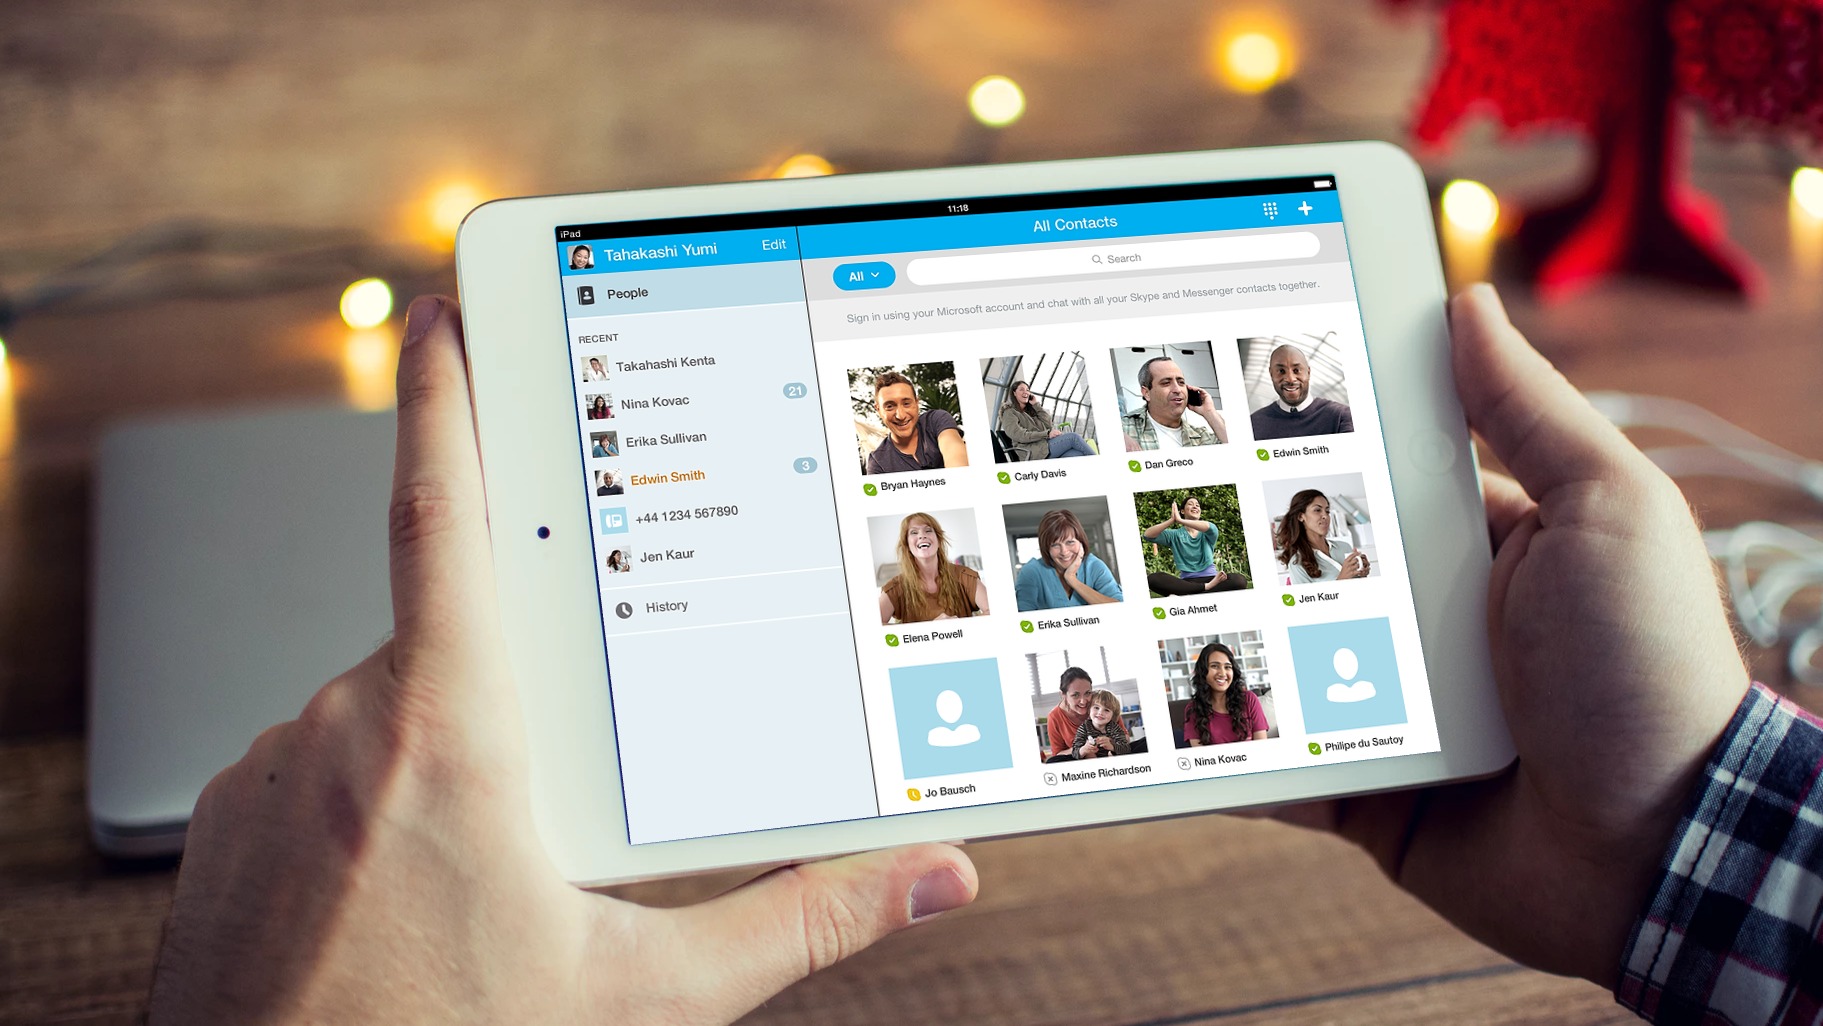 iPad
11:18
Tahakashi Yumi
Edit
People
RECENT
Takahashi Kenta
Nina Kovac
21
Erika Sullivan
Edwin Smith
3
+44 1234 567890
Jen Kaur
History
All Contacts
All
Search
Sign in using your Microsoft account and chat with all your Skype and Messenger contacts together.
Bryan Haynes
Carly Davis
Dan Greco
Edwin Smith
Elena Powell
Erika Sullivan
Gia Ahmet
Jen Kaur
Jo Bausch
Maxine Richardson
Nina Kovac
Philipe du Sautoy